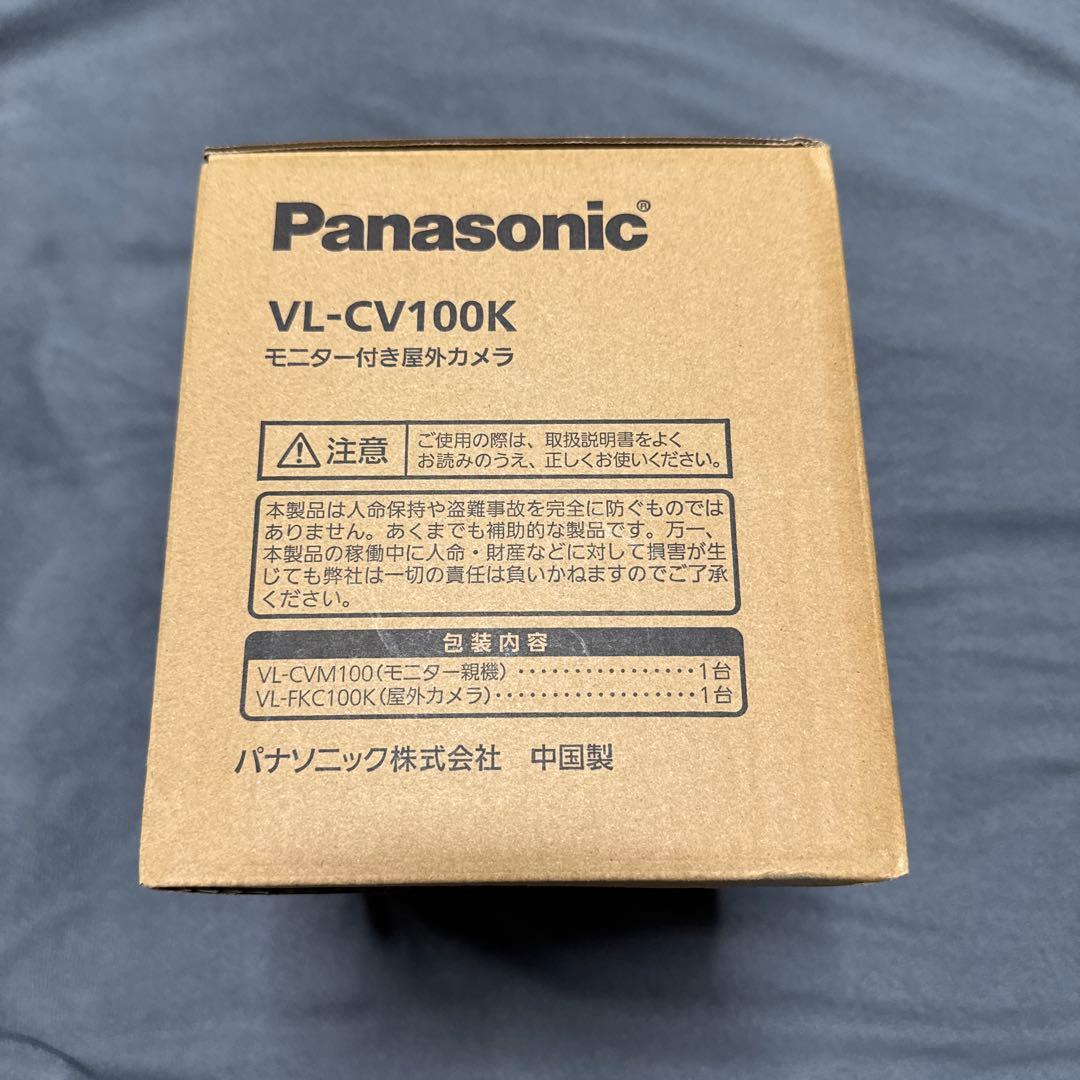 Panasonic®
VL-CV100K
モニター付き屋外カメラ
⚠注意
ご使用の際は、取扱説明書をよく
お読みのうえ、正しくお使いください。
本製品は人命保持や盗難事故を完全に防ぐものでは
ありません。あくまでも補助的な製品です。万一、
本製品の稼働中に人命・財産などに対して損害が生
じても弊社は一切の責任は負いかねますのでご了承
ください。
包装内容
VL-CVM100(モニター親機)・・・・・・・・・・・・・・・・・1台
VL-FKC100K(屋外カメラ)・・・・・・・・・・・・・・・・・・・1台
パナソニック株式会社 中国製